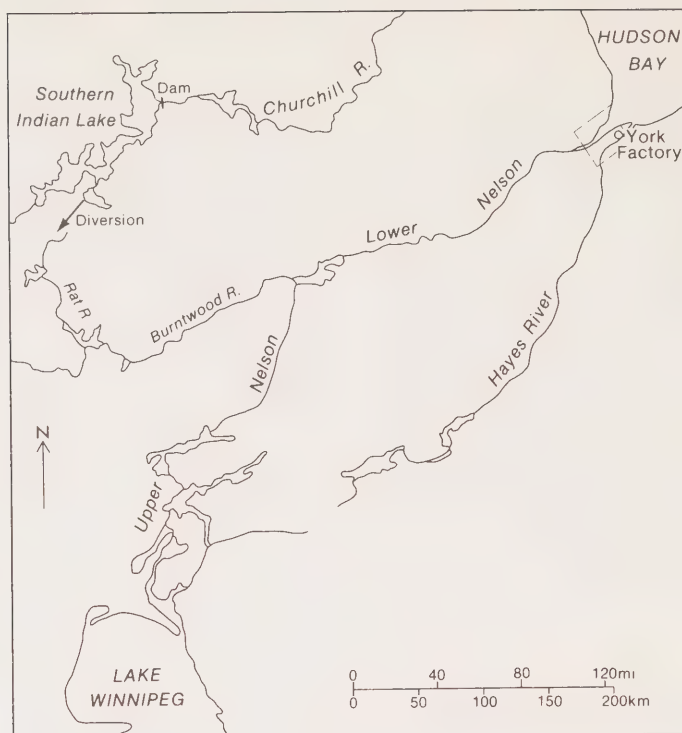 HUDSON
BAY
Dam
Churchill R.
Southern
Indian Lake
York
Factory
Nelson
Diversion
Lower
Rat R
Burntwood R.
Hayes River
Nelson
N
Upper
0 40 80 120mi
0 50 100 150 200km
LAKE
WINNIPEG